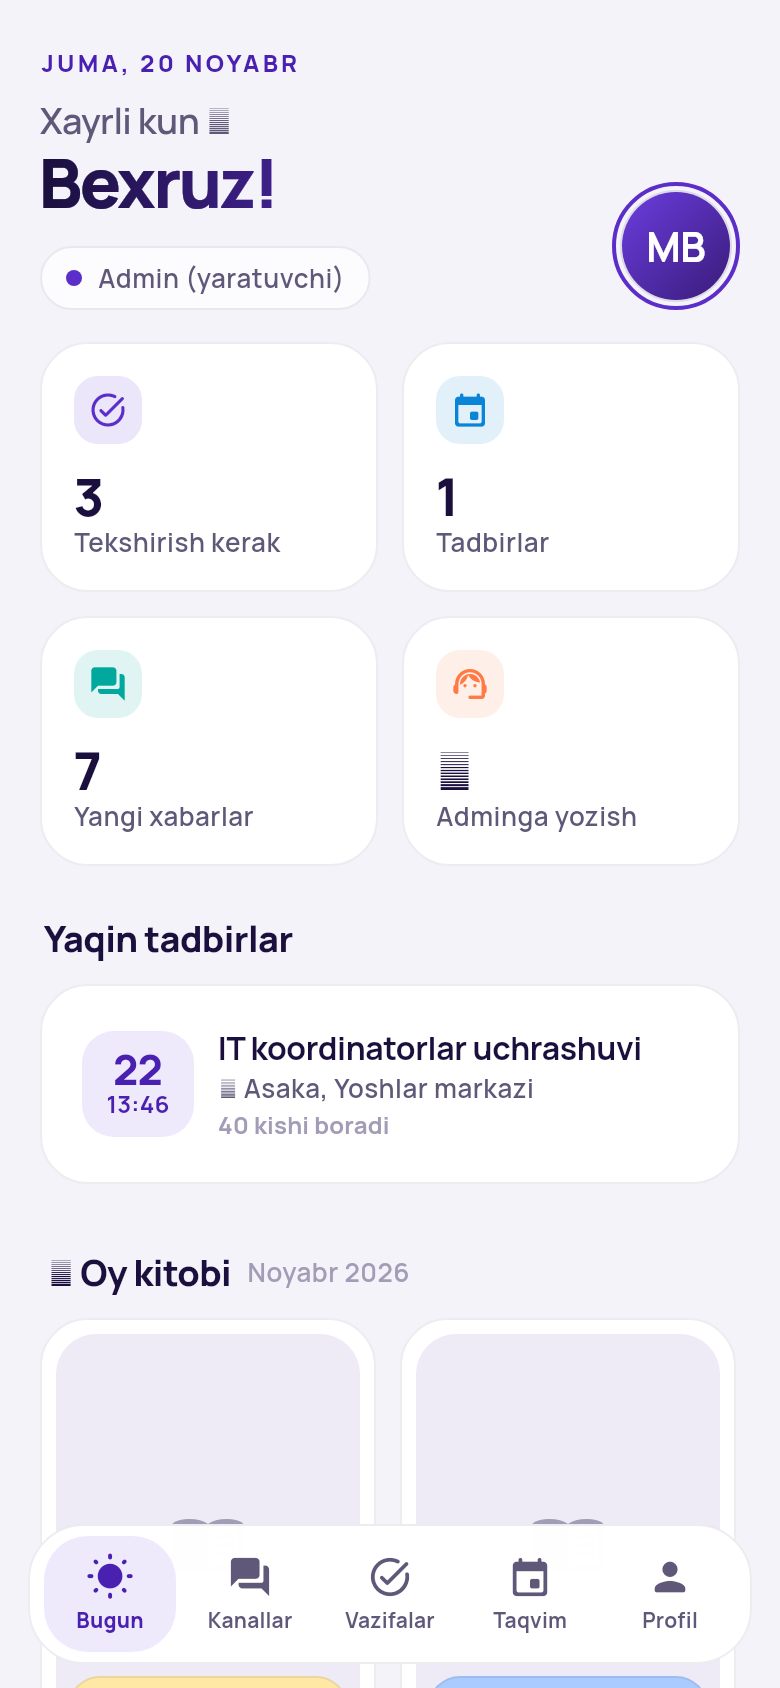 JUMA, 20 NOYABR
Xayrli kun
Bexruz!
MB
Admin (yaratuvchi)
3
Tekshirish kerak
1
Tadbirlar
7
Yangi xabarlar
Adminga yozish
Yaqin tadbirlar
22
13:46
IT koordinatorlar uchrashuvi
Asaka, Yoshlar markazi
40 kishi boradi
Oy kitobi Noyabr 2026
Bugun
Kanallar
Vazifalar
Taqvim
Profil